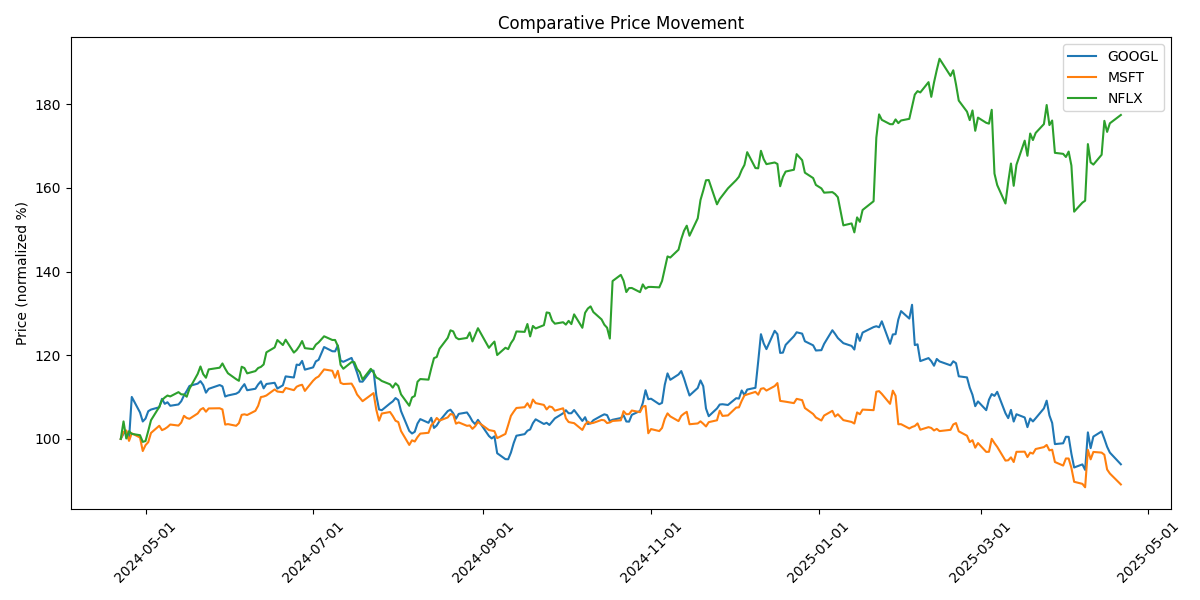 Comparative Price Movement
GOOGL
MSFT
NFLX
Price (normalized %)
180
160
140
120
100
2024-05-01
2024-07-01
2024-09-01
2024-11-01
2025-01-01
2025-03-01
2025-05-01